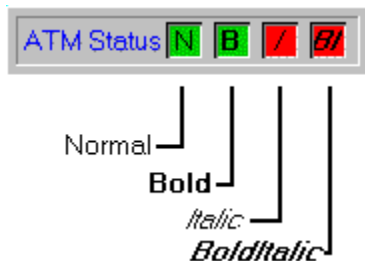 ATM Status N B I BI
Normal
Bold
Italic
BoldItalic